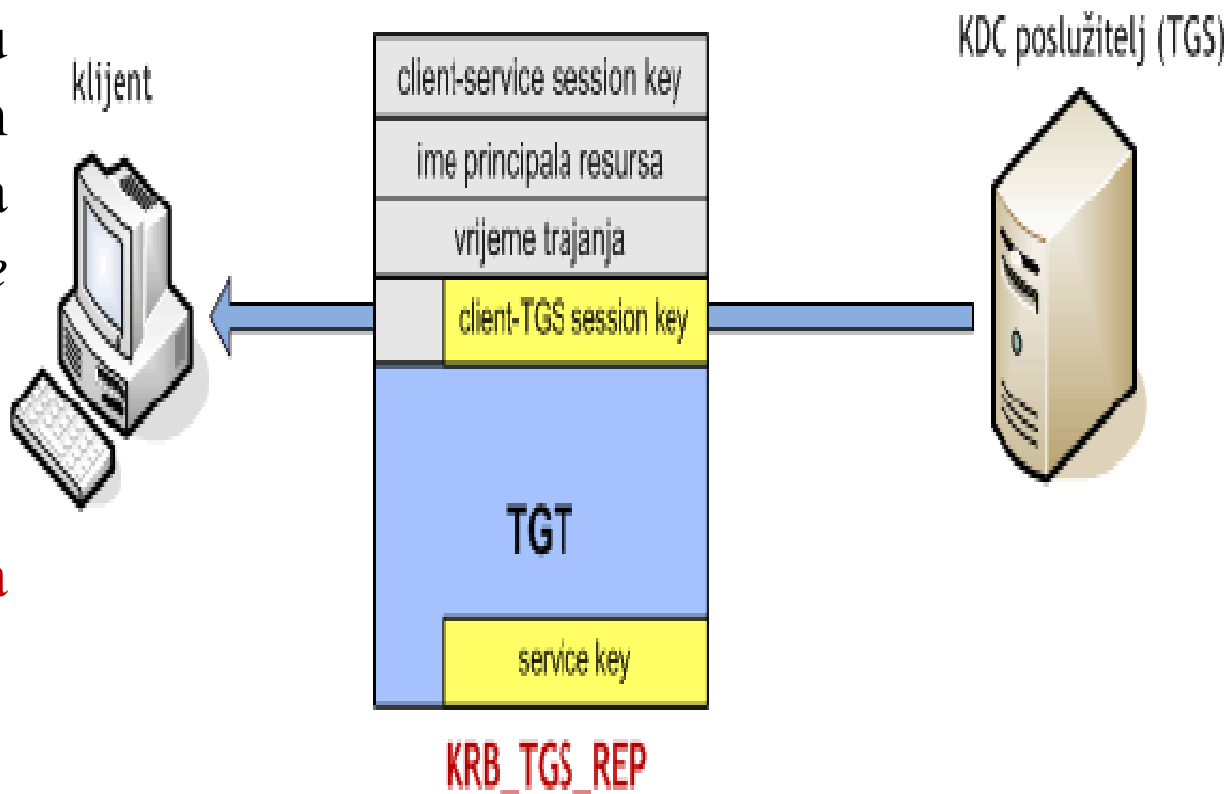 u
n
a
e
a
klijent
KDC poslužitelj (TGS)
client-service session key
ime principala resursa
vrijeme trajanja
client-TGS session key
TGT
service key
KRB_TGS_REP